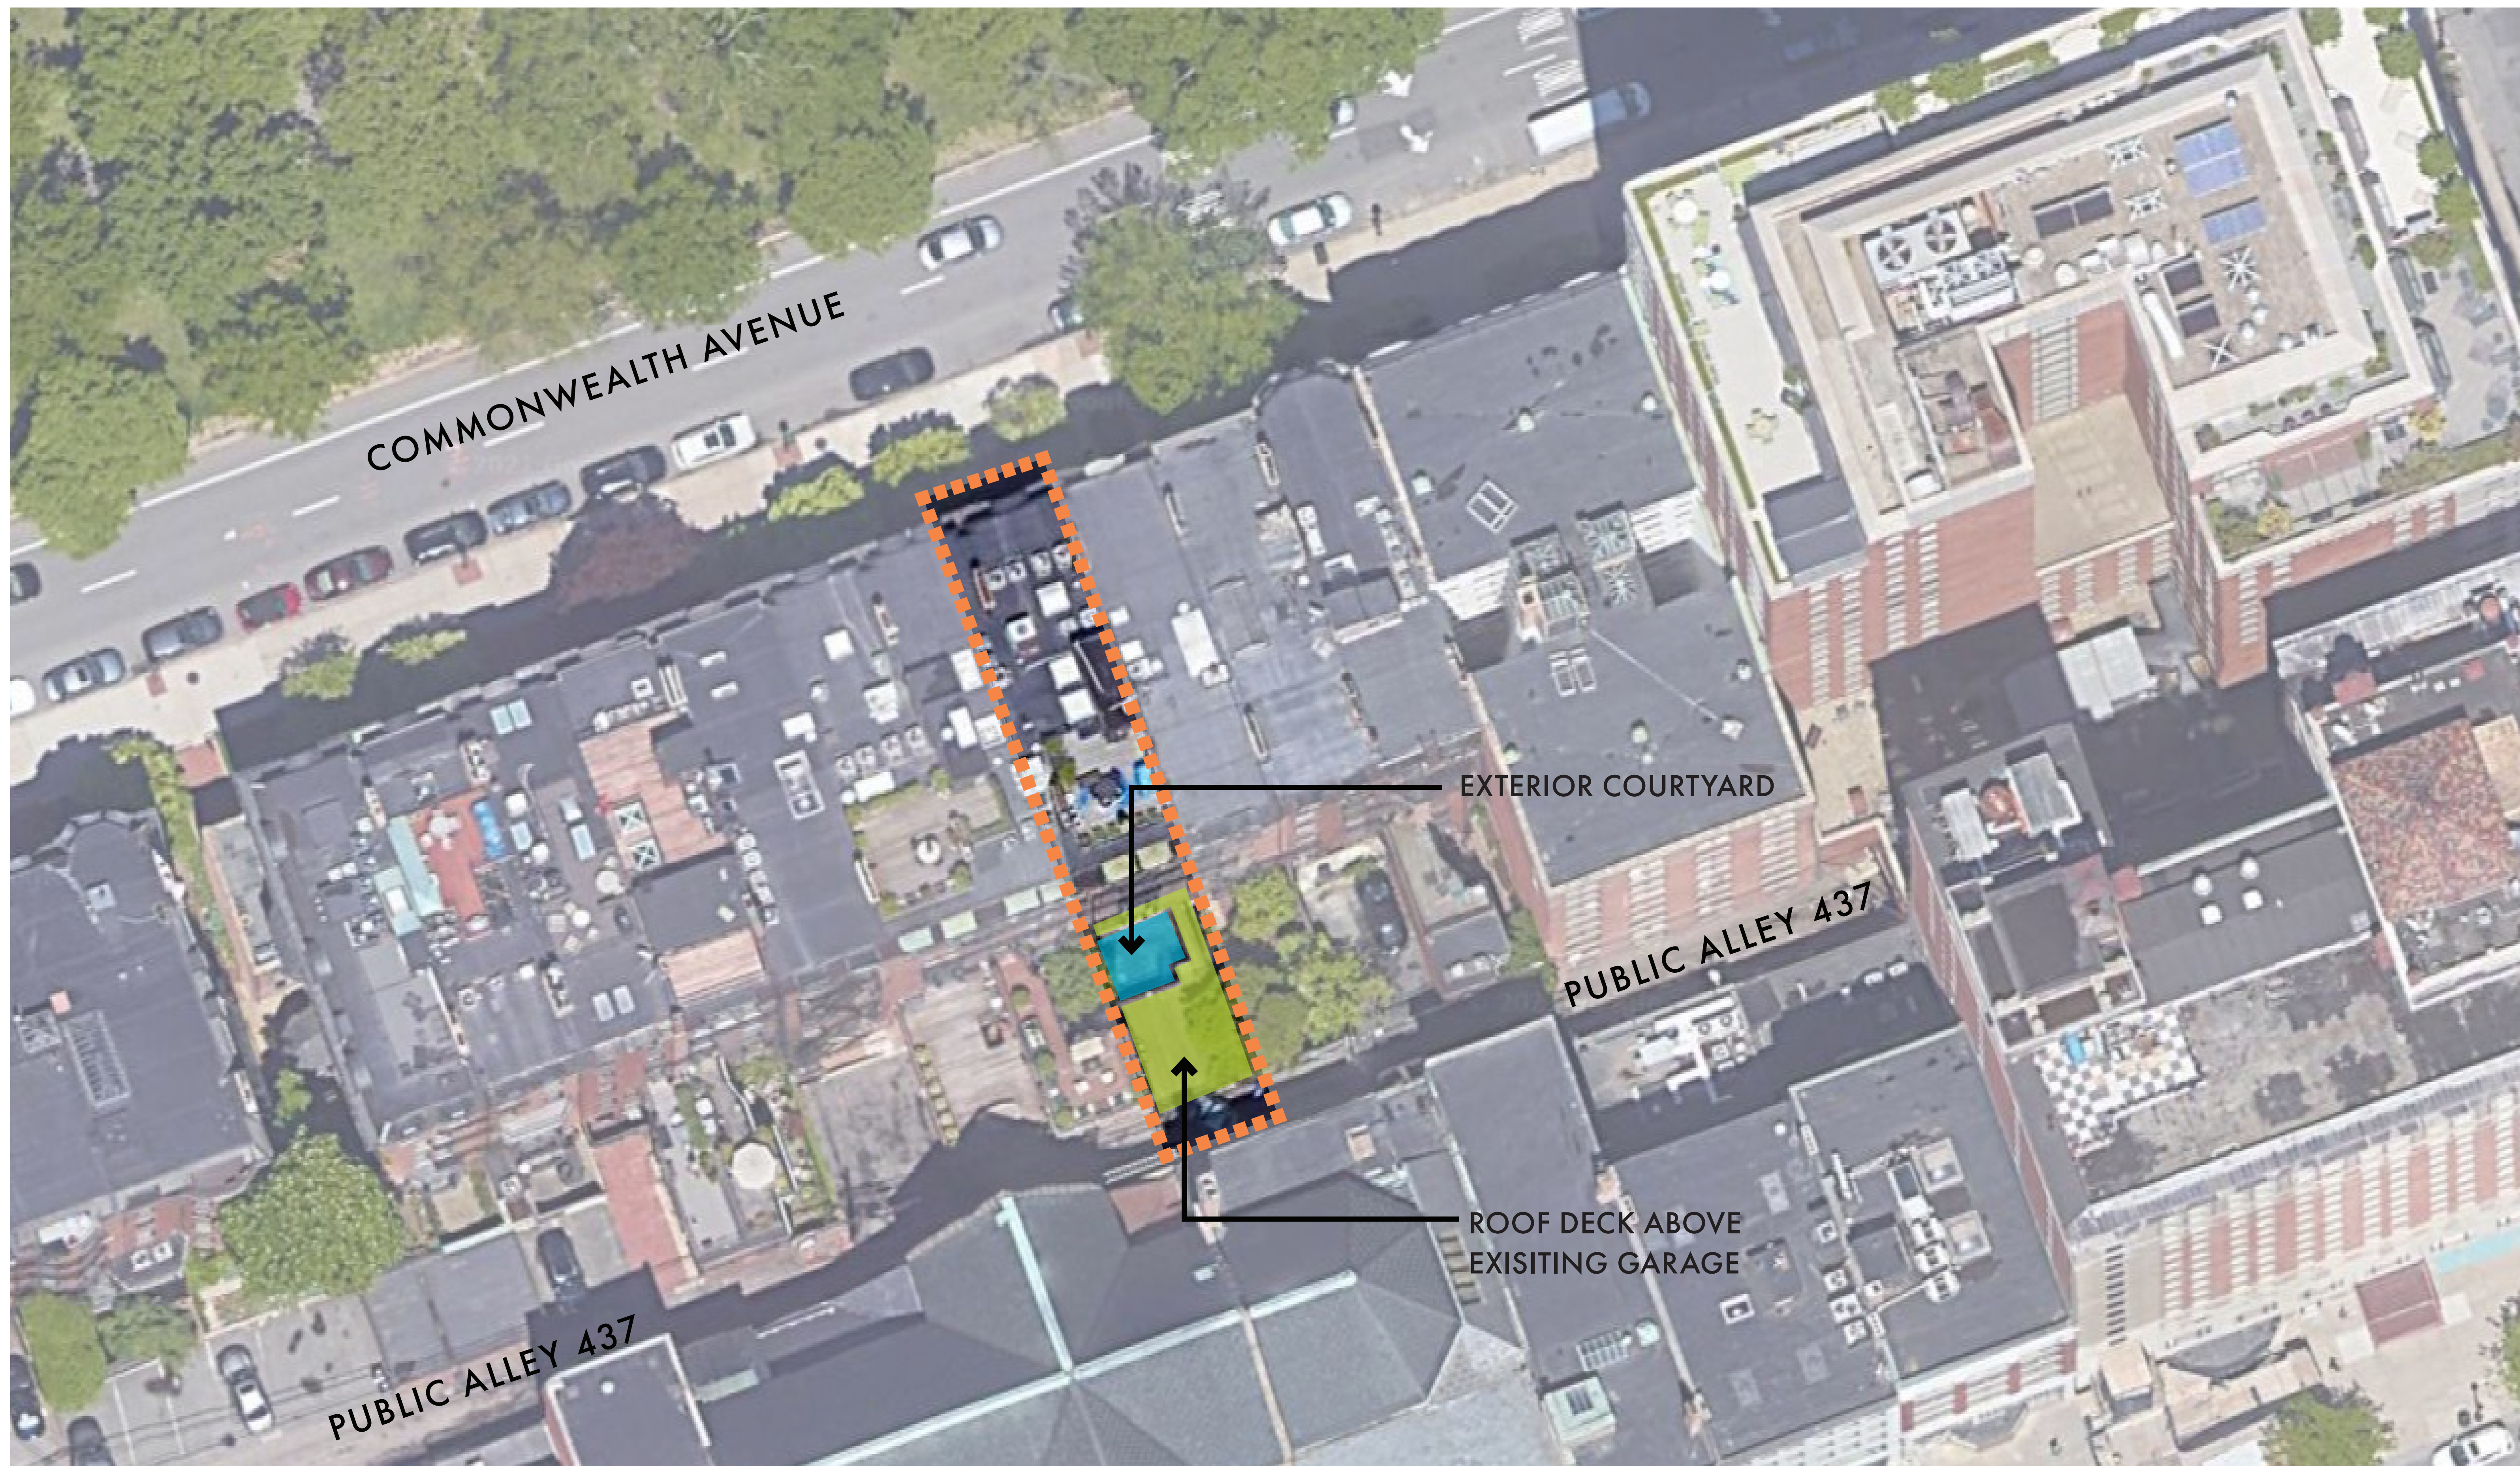 COMMONWEALTH AVENUE
EXTERIOR COURTYARD
PUBLIC ALLEY 437
ROOF DECK ABOVE
EXISITING GARAGE
PUBLIC ALLEY 437